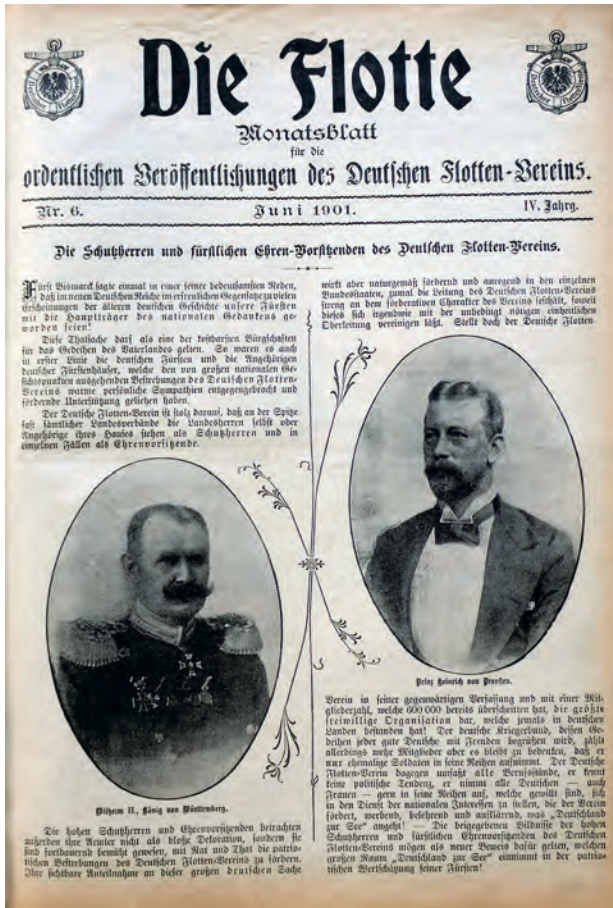 Die Flotte
Monatsblatt
für die
ordentlichen Veröffentlichungen des Deutschen Flotten-Vereins.
Nr. 6.
Juni 1901.
IV. Jahrg.
Die Schutzherren und fürstlichen Ehren-Vorsitzenden des Deutschen Flotten-Vereins.
Fürst Bismarck sagte einmal in einer seiner bedeutsamsten Reden,
daß im neuen Deutschen Reiche im erfreulichen Gegensatze zu vielen
Erscheinungen der älteren deutschen Geschichte unsere Fürsten
mit die Hauptträger des nationalen Gedankens ge-
worden seien!
Diese Thatsache darf als eine der kostbarsten Bürgschaften
für das Gedeihen des Vaterlandes gelten. So waren es auch
in erster Linie die deutschen Fürsten und die Angehörigen
deutscher Fürstenhäuser, welche den von großen nationalen Ge-
sichtspunkten ausgehenden Bestrebungen des Deutschen Flotten-
Vereins warme persönliche Sympathien entgegengebracht und
fördernde Unterstützung geliehen haben.
Der Deutsche Flotten-Verein ist stolz darauf, daß an der Spitze
fast sämtlicher Landesverbände die Landesherren selbst oder
Angehörige ihres Hauses stehen als Schutzherren und in
einzelnen Fällen als Ehrenvorsitzende.
Wilhelm II., König von Württemberg.
Die hohen Schutzherren und Ehrenvorsitzenden betrachten
außerdem ihre Aemter nicht als bloße Dekoration, sondern sie
sind fortdauernd bemüht gewesen, mit Rat und That die patrio-
tischen Bestrebungen des Deutschen Flotten-Vereins zu fördern.
Ihre sichtbare Anteilnahme an dieser großen deutschen Sache
wirkt aber naturgemäß fördernd und anregend in den einzelnen
Bundesstaaten, zumal die Leitung des Deutschen Flotten-Vereins
streng an dem föderativen Charakter des Vereins festhält, soweit
dieses sich irgendwie mit der unbedingt nötigen einheitlichen
Oberleitung vereinigen läßt. Stellt doch der Deutsche Flotten-
Prinz Heinrich von Preußen.
Verein in seiner gegenwärtigen Verfassung und mit einer Mit-
gliederzahl, welche 600 000 bereits überschritten hat, die größte
freiwillige Organisation dar, welche jemals in deutschen
Landen bestanden hat! Der deutsche Kriegerbund, dessen Ge-
deihen jeder gute Deutsche mit Freuden begrüßen wird, zählt
allerdings mehr Mitglieder aber es bleibt zu bedenken, daß er
nur ehemalige Soldaten in seine Reihen aufnimmt. Der Deutsche
Flotten-Verein dagegen umfaßt alle Berufsstände, er kennt
keine politische Tendenz, er nimmt alle Deutschen — auch
Frauen — gern in seine Reihen auf, welche gewillt sind, sich
in den Dienst der nationalen Interessen zu stellen, die der Verein
fördert, werbend, belehrend und aufklärend, was „Deutschland
zur See“ angeht! — Die beigegebenen Bildnisse der hohen
Schutzherren und fürstlichen Ehrenvorsitzenden des Deutschen
Flotten-Vereins mögen als neuer Beweis dafür gelten, welchen
großen Raum „Deutschland zur See“ einnimmt in der patrio-
tischen Wertschätzung seiner Fürsten!